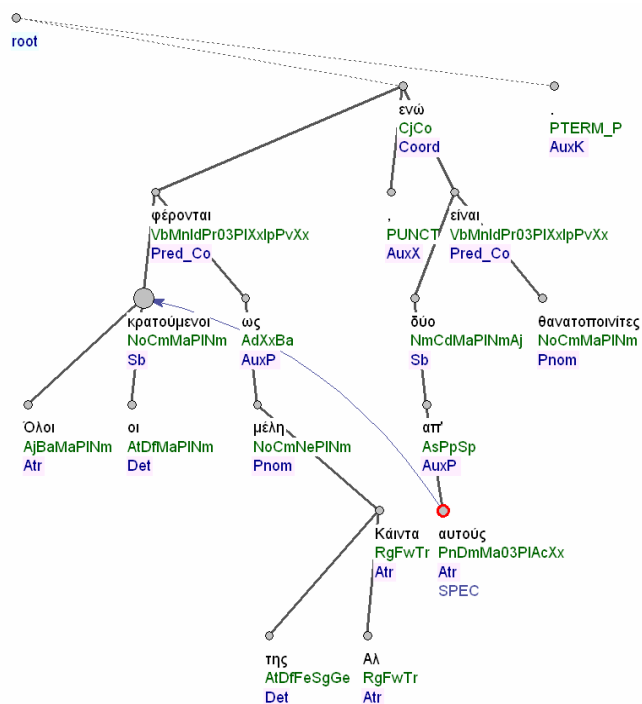 root
ενώ
CjCo
Coord
.
PTERM_P
AuxK
φέρονται
VbMnIdPr03PlXxIpPvXx
Pred_Co
,
PUNCT
AuxX
είναι
VbMnIdPr03PlXxIpPvXx
Pred_Co
κρατούμενοι
NoCmMaPlNm
Sb
ως
AdXxBa
AuxP
δύο
NmCdMaPlNmAj
Sb
θανατοποινίτες
NoCmMaPlNm
Pnom
Όλοι
AjBaMaPlNm
Atr
οι
AtDfMaPlNm
Det
μέλη
NoCmNePlNm
Pnom
απ'
AsPpSp
AuxP
Κάιντα
RgFwTr
Atr
αυτούς
PnDmMa03PlAcXx
Atr
SPEC
της
AtDfFeSgGe
Det
Αλ
RgFwTr
Atr